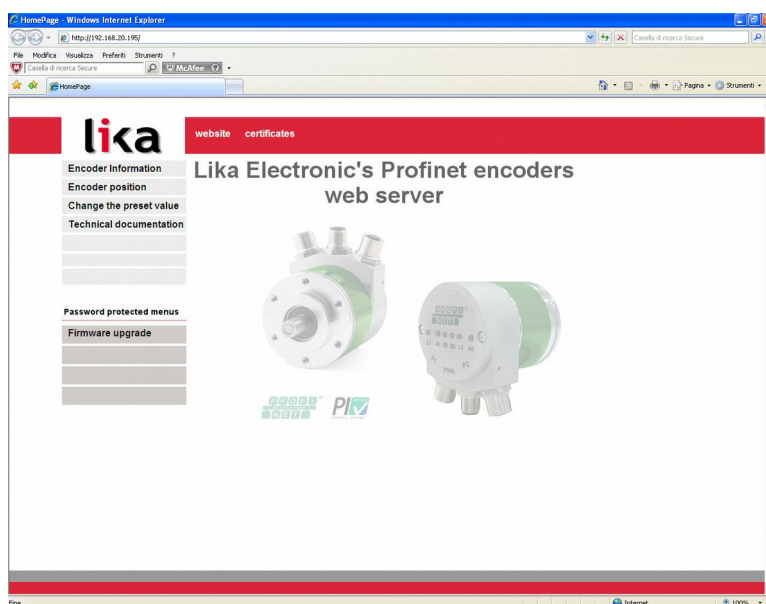 HomePage - Windows Internet Explorer
http://192.168.20.195/
Casella di ricerca Secure
File Modifica Visualizza Preferiti Strumenti ?
Casella di ricerca Secure
McAfee
HomePage
Pagina
Strumenti
lika
website certificates
Encoder Information
Encoder position
Change the preset value
Technical documentation
Lika Electronic's Profinet encoders
web server
Password protected menus
Firmware upgrade
PROFI
NET
PI
Fine
Internet
100%